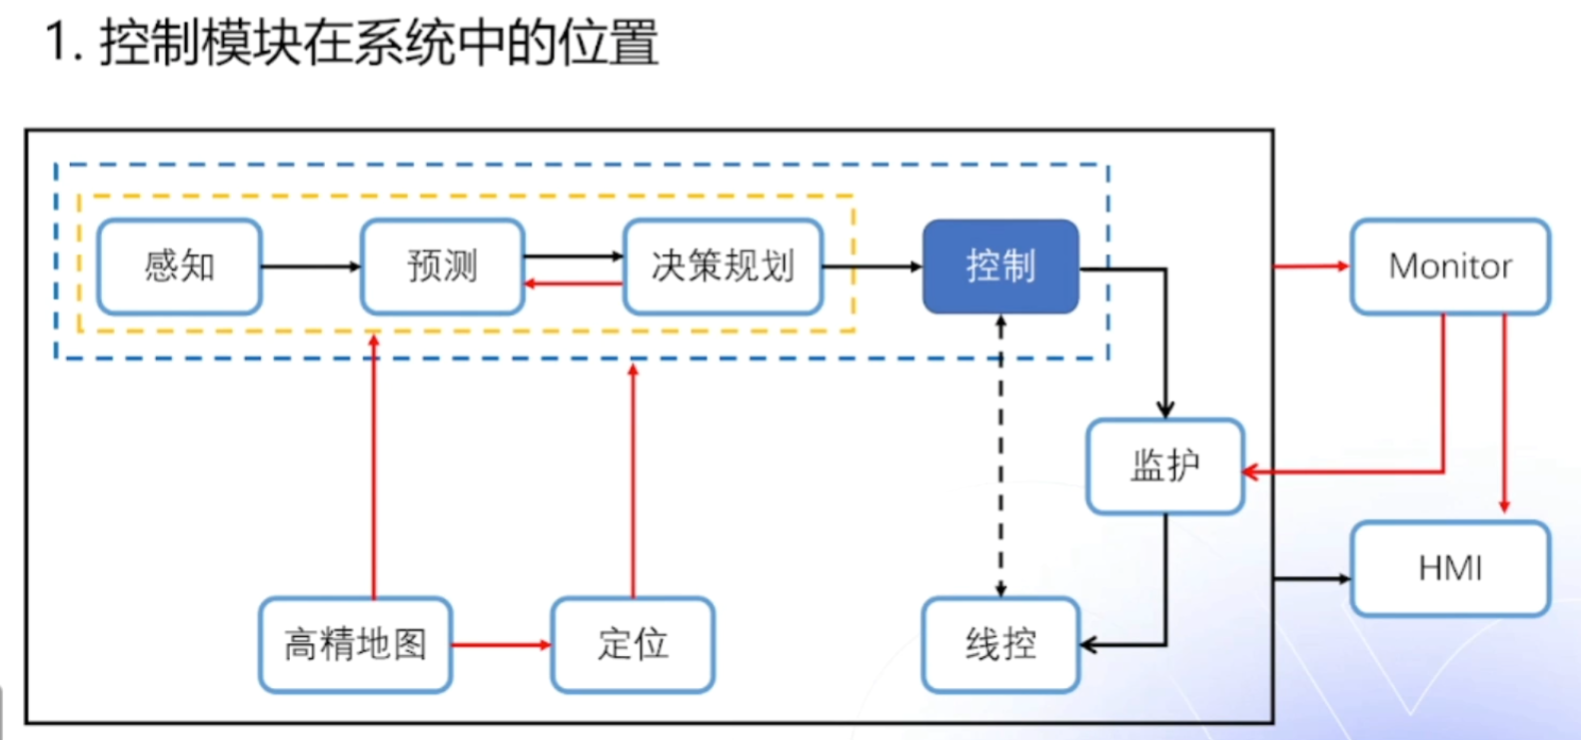 1. 控制模块在系统中的位置
感知
预测
决策规划
控制
Monitor
监护
HMI
高精地图
定位
线控